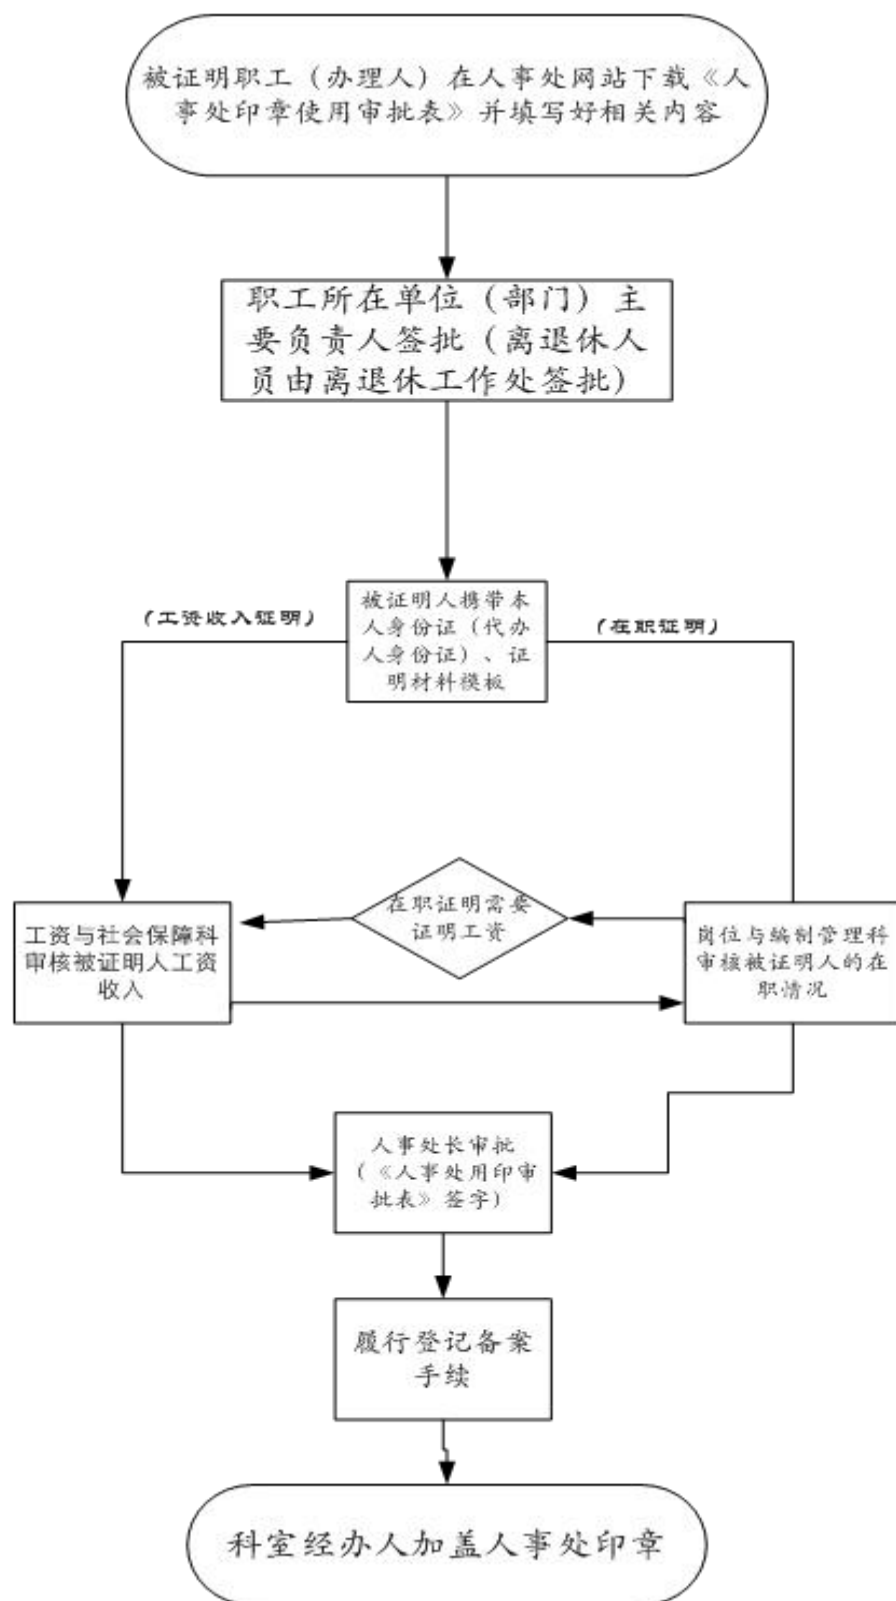 被证明职工（办理人）在人事处网站下载《人
事处印章使用审批表》并填写好相关内容
职工所在单位（部门）主
要负责人签批（离退休人
员由离退休工作处签批）
被证明人携带本
人身份证（代办
人身份证）、证
明材料模板
（工资收入证明）
（在职证明）
工资与社会保障科
审核被证明人工资
收入
在职证明需要
证明工资
岗位与编制管理科
审核被证明人的在
职情况
人事处长审批
（《人事处用印审
批表》签字）
履行登记备案
手续
科室经办人加盖人事处印章